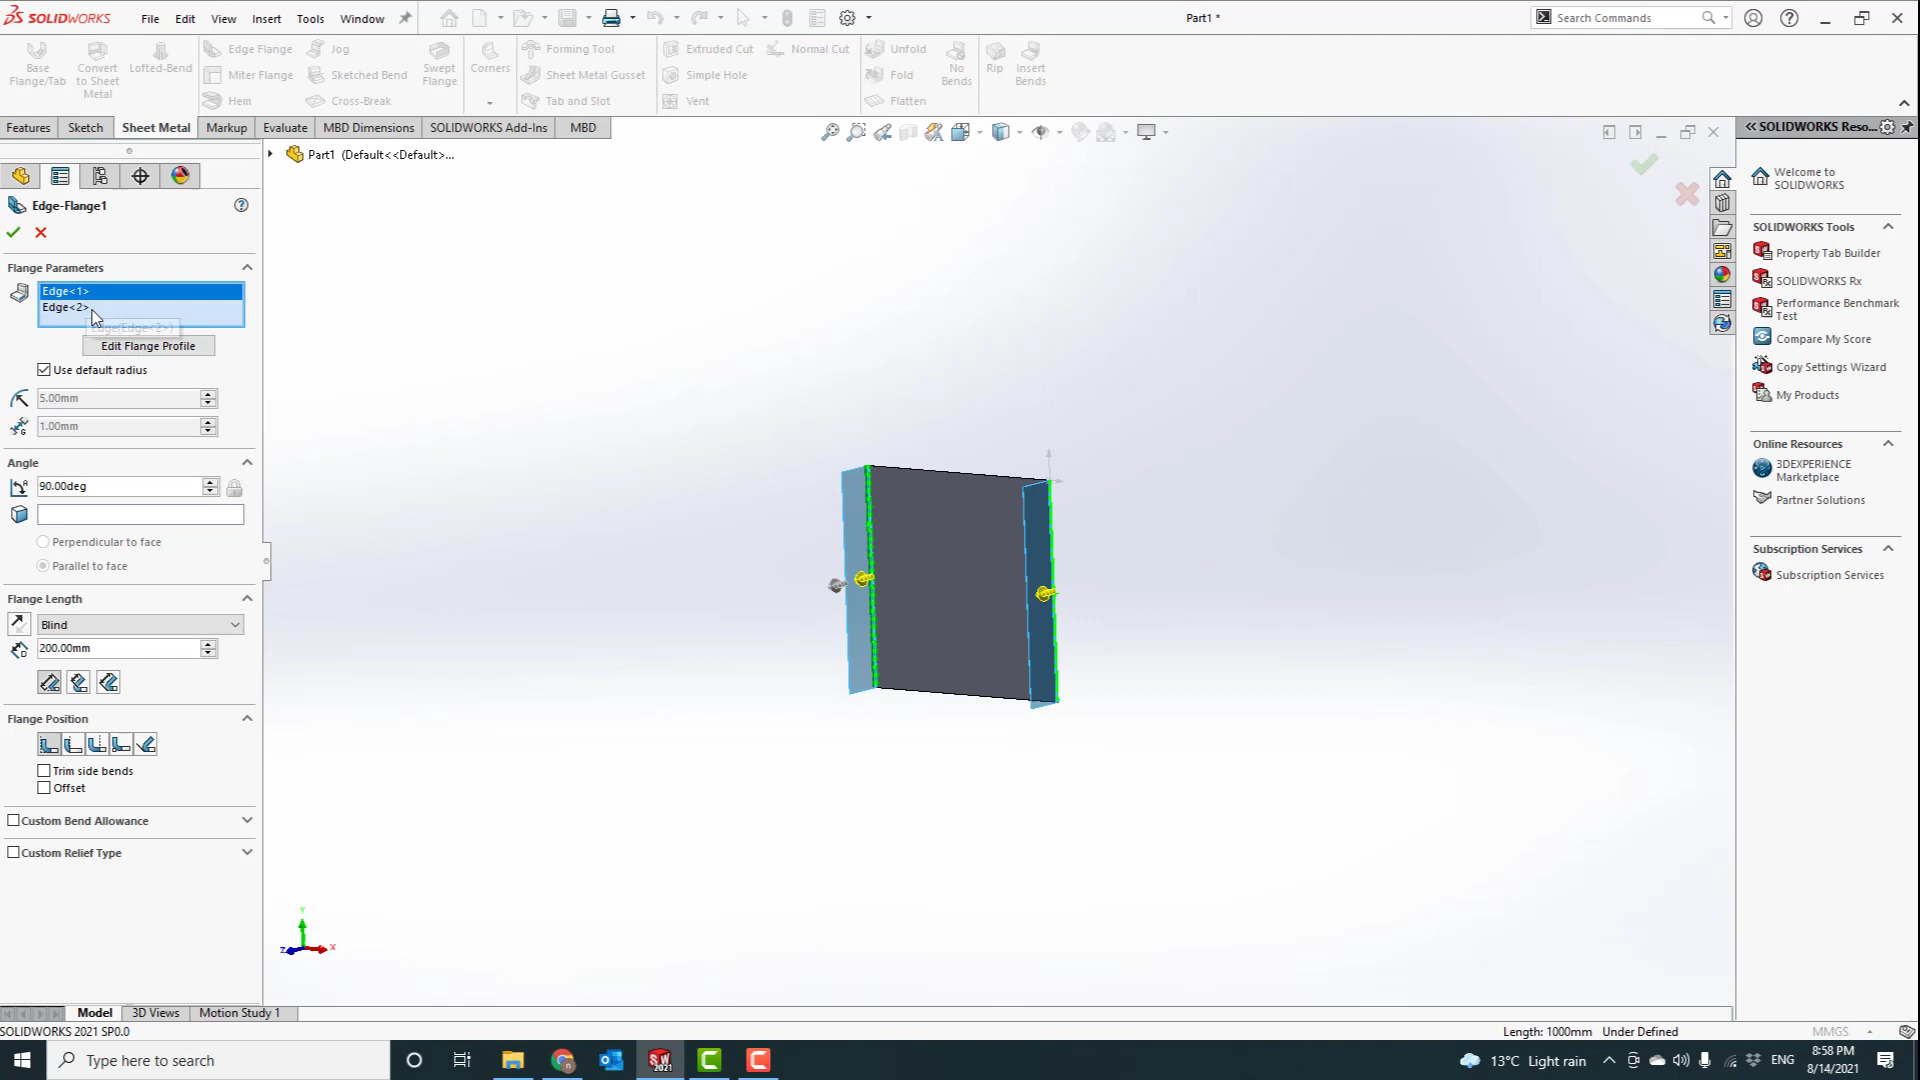 SOLIDWORKS File Edit View Insert Tools Window Part1 * Search Commands
Base Flange/Tab
Convert to Sheet Metal
Lofted-Bend
Edge Flange
Miter Flange
Hem
Jog
Sketched Bend
Cross-Break
Swept Flange
Corners
Forming Tool
Sheet Metal Gusset
Tab and Slot
Extruded Cut
Simple Hole
Vent
Normal Cut
Unfold
Fold
Flatten
No Bends
Rip
Insert Bends
Features Sketch Sheet Metal Markup Evaluate MBD Dimensions SOLIDWORKS Add-Ins MBD
Part1 (Default<<Default>...
Edge-Flange1
Flange Parameters
Edge<1>
Edge<2>
Edge(Edge<2>)
Edit Flange Profile
Use default radius
5.00mm
1.00mm
Angle
90.00deg
Perpendicular to face
Parallel to face
Flange Length
Blind
200.00mm
Flange Position
Trim side bends
Offset
Custom Bend Allowance
Custom Relief Type
Y
Z
X
SOLIDWORKS Reso...
Welcome to
SOLIDWORKS
SOLIDWORKS Tools
Property Tab Builder
SOLIDWORKS Rx
Performance Benchmark
Test
Compare My Score
Copy Settings Wizard
My Products
Online Resources
3DEXPERIENCE
Marketplace
Partner Solutions
Subscription Services
Subscription Services
Model 3D Views Motion Study 1
SOLIDWORKS 2021 SP0.0 Length: 1000mm Under Defined MMGS
Type here to search 13°C Light rain ENG
8:58 PM
8/14/2021